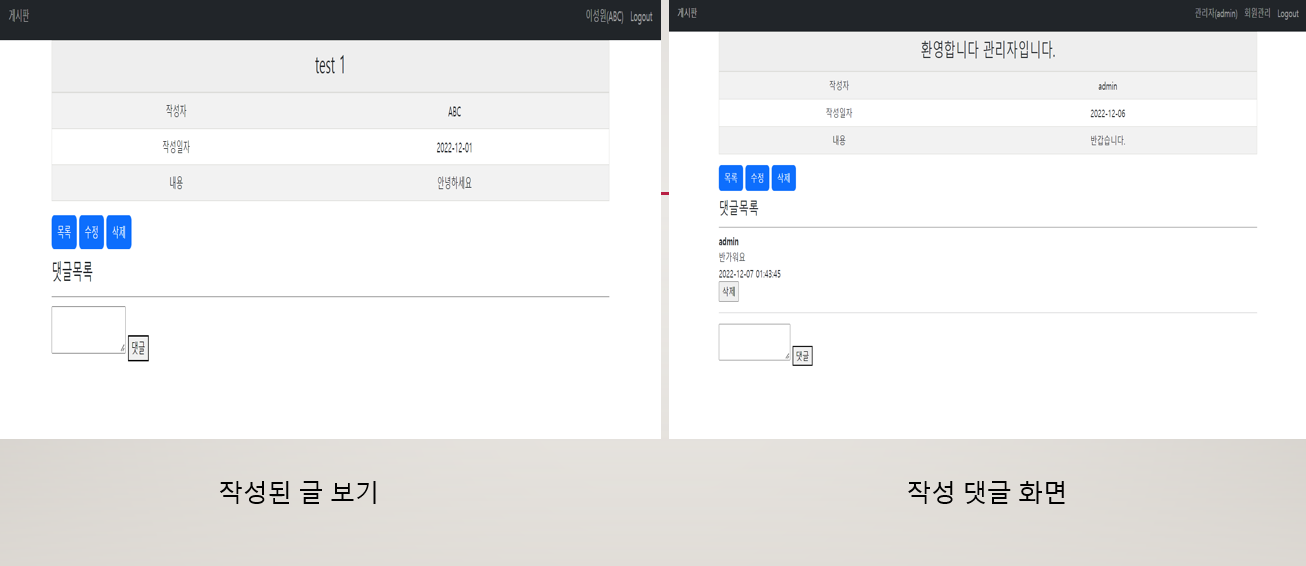 게시판
이성원(ABC) Logout
test 1
작성자 ABC
작성일자 2022-12-01
내용 안녕하세요
목록 수정 삭제
댓글목록
댓글
작성된 글 보기
게시판
관리자(admin) 회원관리 Logout
환영합니다 관리자입니다.
작성자 admin
작성일자 2022-12-06
내용 반갑습니다.
목록 수정 삭제
댓글목록
admin
반가워요
2022-12-07 01:43:45
삭제
댓글
작성 댓글 화면